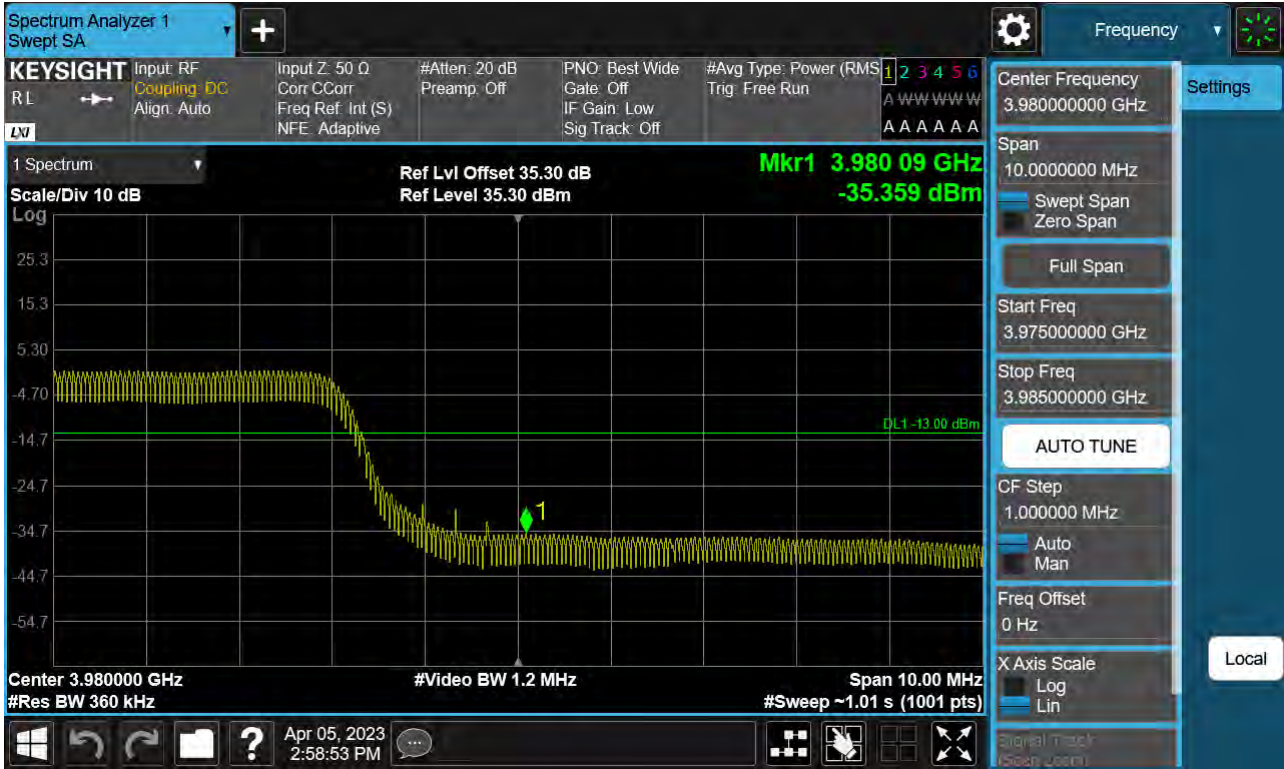 Spectrum Analyzer 1
Swept SA
Frequency
KEYSIGHT
RL
LXI
Input: RF
Coupling: DC
Align: Auto
Input Z: 50 Ω
Corr CCorr
Freq Ref: Int (S)
NFE: Adaptive
#Atten: 20 dB
Preamp: Off
PNO: Best Wide
Gate: Off
IF Gain: Low
Sig Track: Off
#Avg Type: Power (RMS
Trig: Free Run
1 2 3 4 5 6
A W W W W W
A A A A A A
1 Spectrum
Scale/Div 10 dB
Ref Lvl Offset 35.30 dB
Ref Level 35.30 dBm
Mkr1 3.980 09 GHz
-35.359 dBm
Log
25.3
15.3
5.30
-4.70
-14.7
-24.7
-34.7
-44.7
-54.7
DL1 -13.00 dBm
1
Center 3.980000 GHz
#Res BW 360 kHz
#Video BW 1.2 MHz
Span 10.00 MHz
#Sweep ~1.01 s (1001 pts)
Center Frequency
3.980000000 GHz
Settings
Span
10.0000000 MHz
Swept Span
Zero Span
Full Span
Start Freq
3.975000000 GHz
Stop Freq
3.985000000 GHz
AUTO TUNE
CF Step
1.000000 MHz
Auto
Man
Freq Offset
0 Hz
X Axis Scale
Log
Lin
Local
Signal Track
(Span Zoom)
?
Apr 05, 2023
2:58:53 PM